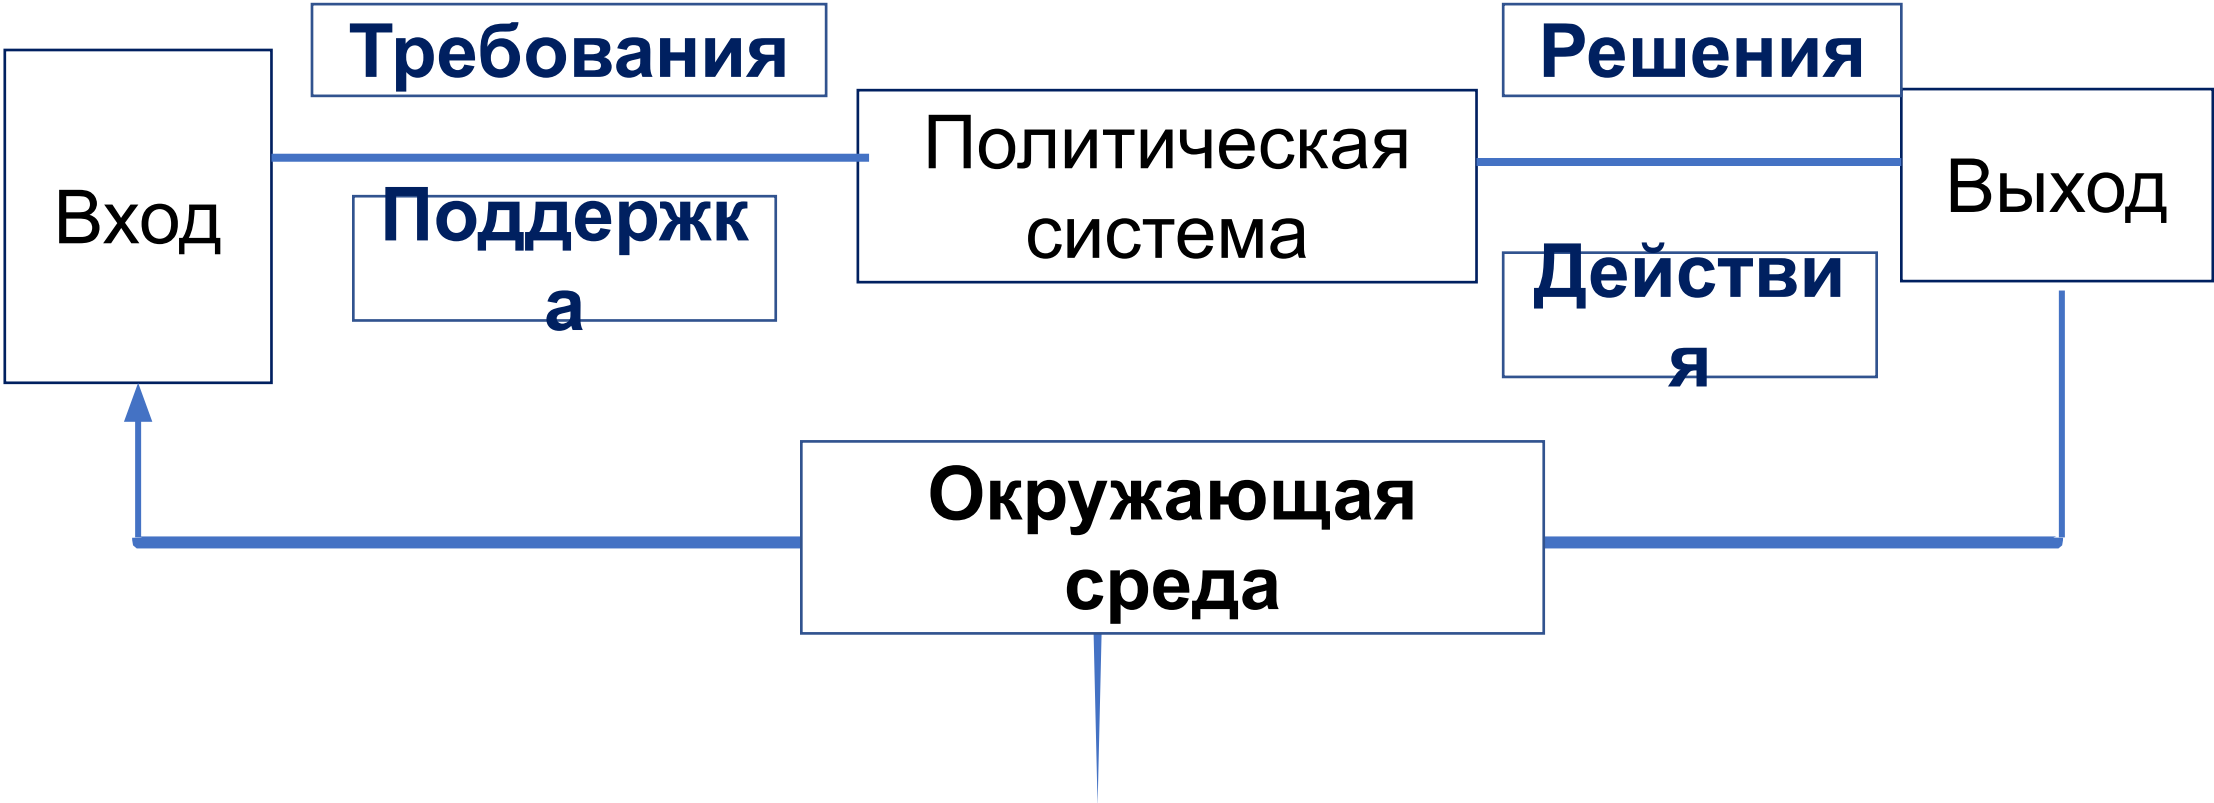 Требования
Решения
Вход
Политическая
система
Выход
Поддержк
а
Действи
я
Окружающая
среда